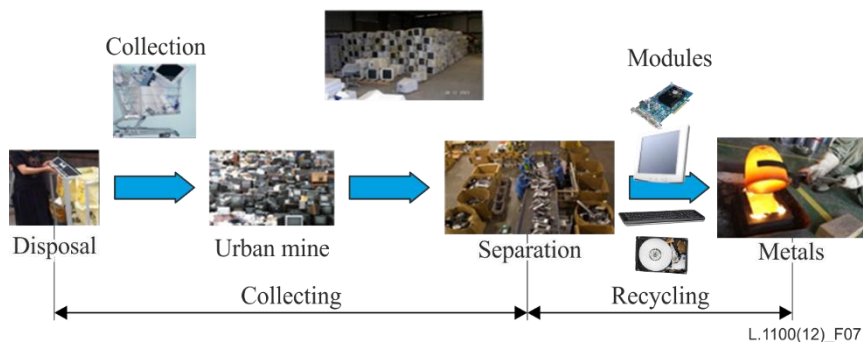 Collection
Modules
Disposal
Urban mine
Separation
Metals
Collecting
Recycling
L.1100(12)_F07